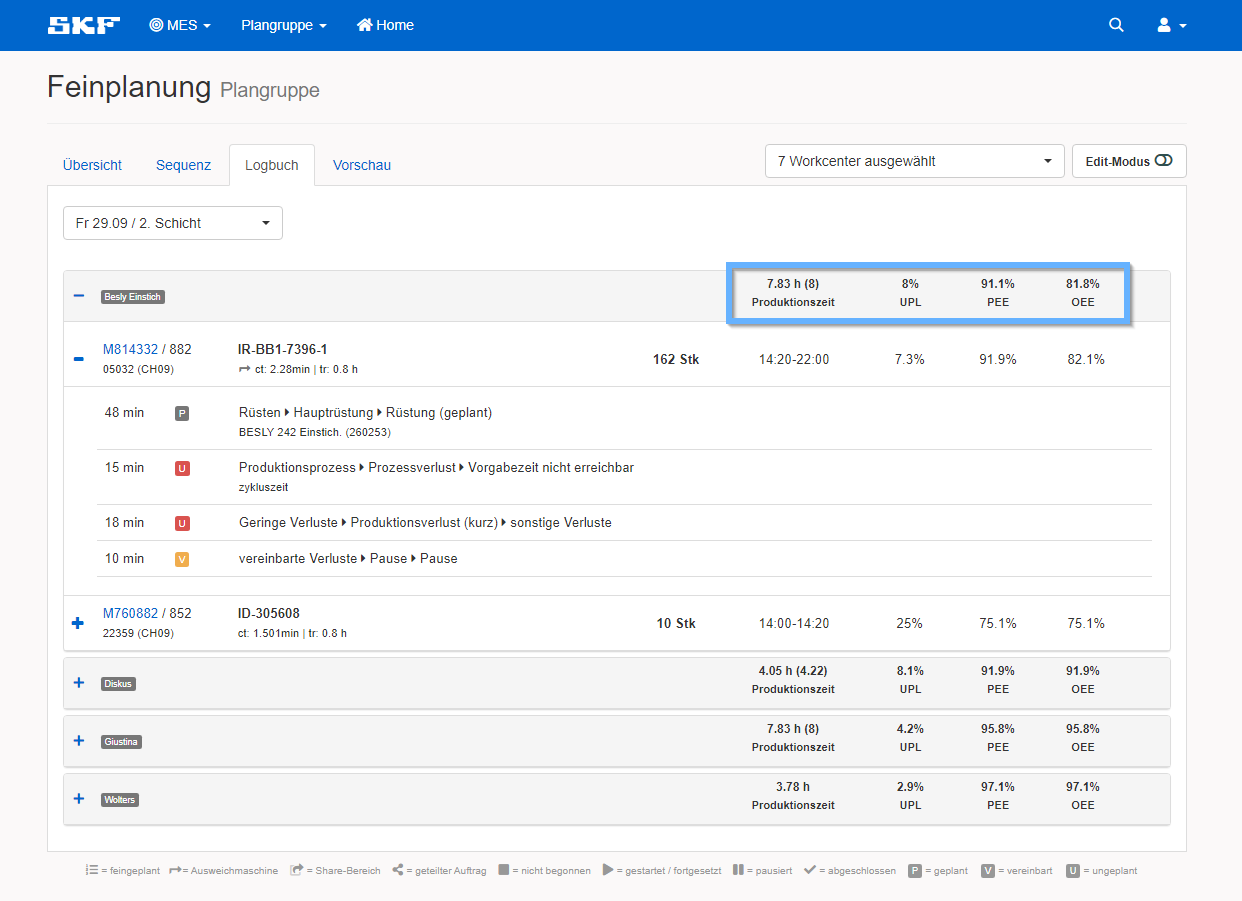 SKF MES Plangruppe Home
Feinplanung Plangruppe
Übersicht Sequenz Logbuch Vorschau 7 Workcenter ausgewählt Edit-Modus
Fr 29.09 / 2. Schicht
Besly Einstich 7.83 h (8) 8% 91.1% 81.8%
Produktionszeit UPL PEE OEE
M814332 / 882 IR-BB1-7396-1 162 Stk 14:20-22:00 7.3% 91.9% 82.1%
05032 (CH09) ct: 2.28min | tr: 0.8 h
48 min P Rüsten Hauptrüstung Rüstung (geplant)
BESLY 242 Einstich. (260253)
15 min U Produktionsprozess Prozessverlust Vorgabezeit nicht erreichbar
zykluszeit
18 min U Geringe Verluste Produktionsverlust (kurz) sonstige Verluste
10 min V vereinbarte Verluste Pause Pause
M760882 / 852 ID-305608 10 Stk 14:00-14:20 25% 75.1% 75.1%
22359 (CH09) ct: 1.501min | tr: 0.8 h
Diskus 4.05 h (4.22) 8.1% 91.9% 91.9%
Produktionszeit UPL PEE OEE
Giustina 7.83 h (8) 4.2% 95.8% 95.8%
Produktionszeit UPL PEE OEE
Wolters 3.78 h 2.9% 97.1% 97.1%
Produktionszeit UPL PEE OEE
= feingeplant = Ausweichmaschine = Share-Bereich = geteilter Auftrag = nicht begonnen = gestartet / fortgesetzt = pausiert = abgeschlossen P = geplant V = vereinbart U = ungeplant